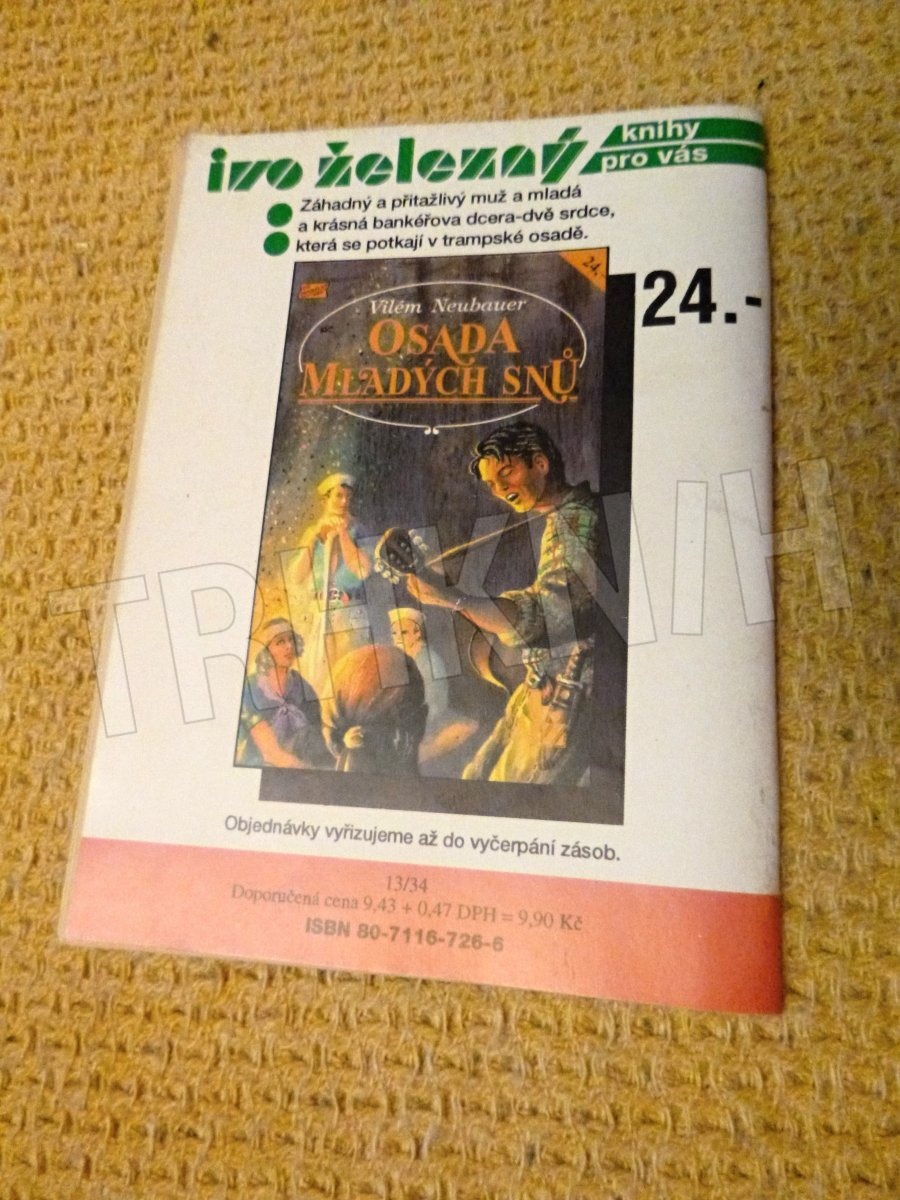 ivo železný
knihy
pro vás
Záhadný a přitažlivý muž a mladá
a krásná bankéřova dcera-dvě srdce,
která se potkají v trampské osadě.
24.-
24.-
Vilém Neubauer
OSADA
MLADÝCH SNŮ
TRHKNIH
Objednávky vyřizujeme až do vyčerpání zásob.
13/34
Doporučená cena 9,43 + 0,47 DPH = 9,90 Kč
ISBN 80-7116-726-6